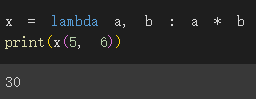 x = lambda a, b : a * b
print(x(5, 6))
30